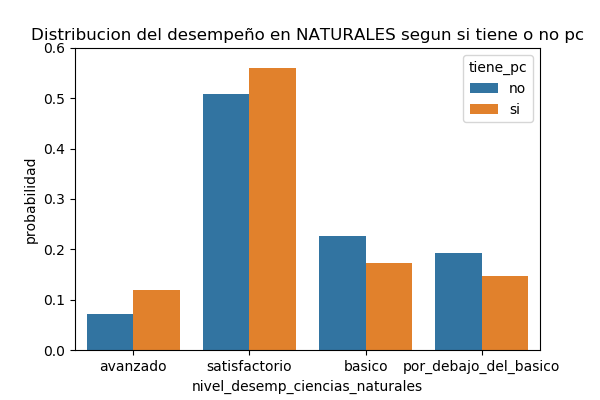 Distribucion del desempeño en NATURALES segun si tiene o no pc
0.6
0.5
0.4
0.3
0.2
0.1
0.0
probabilidad
tiene_pc
no
si
avanzado satisfactorio basico por_debajo_del_basico
nivel_desemp_ciencias_naturales